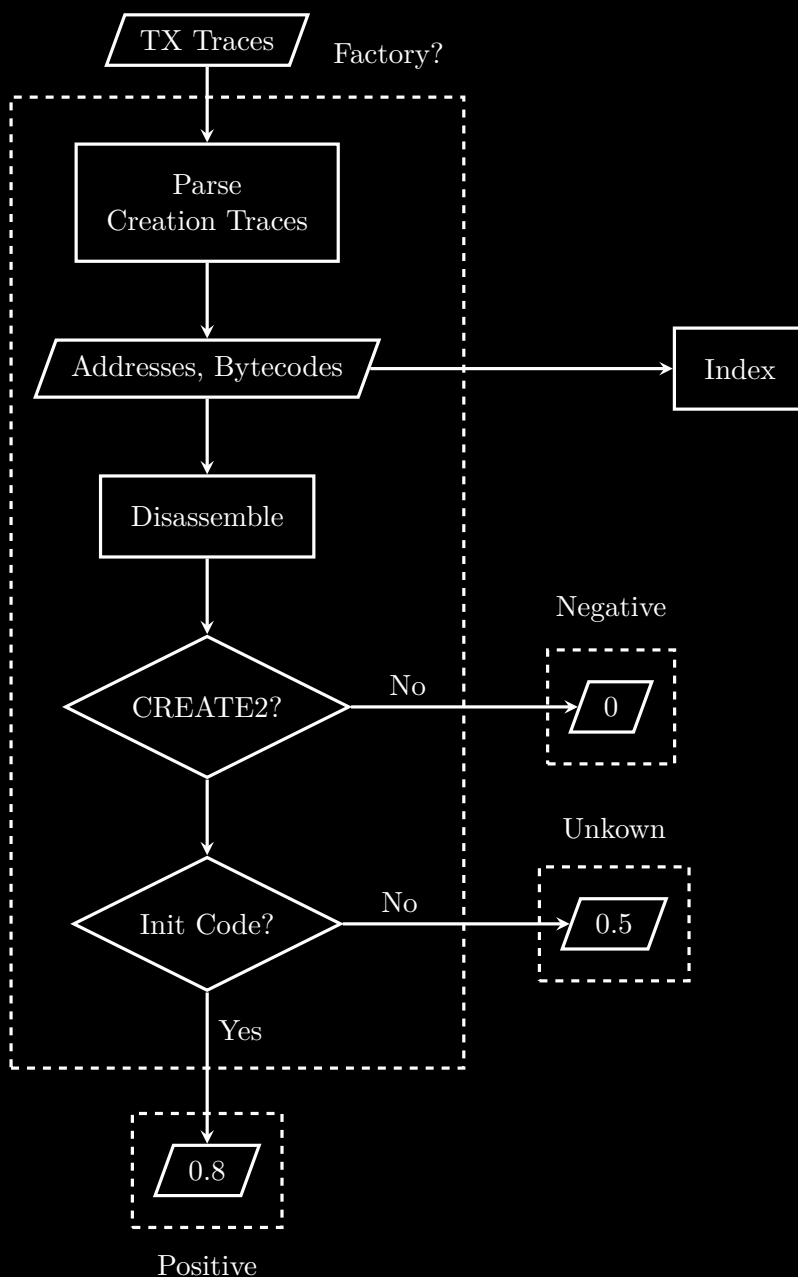 TX Traces
Factory?
Parse
Creation Traces
Addresses, Bytecodes
Index
Disassemble
Negative
CREATE2?
No
0
Unkown
Init Code?
No
0.5
Yes
0.8
Positive